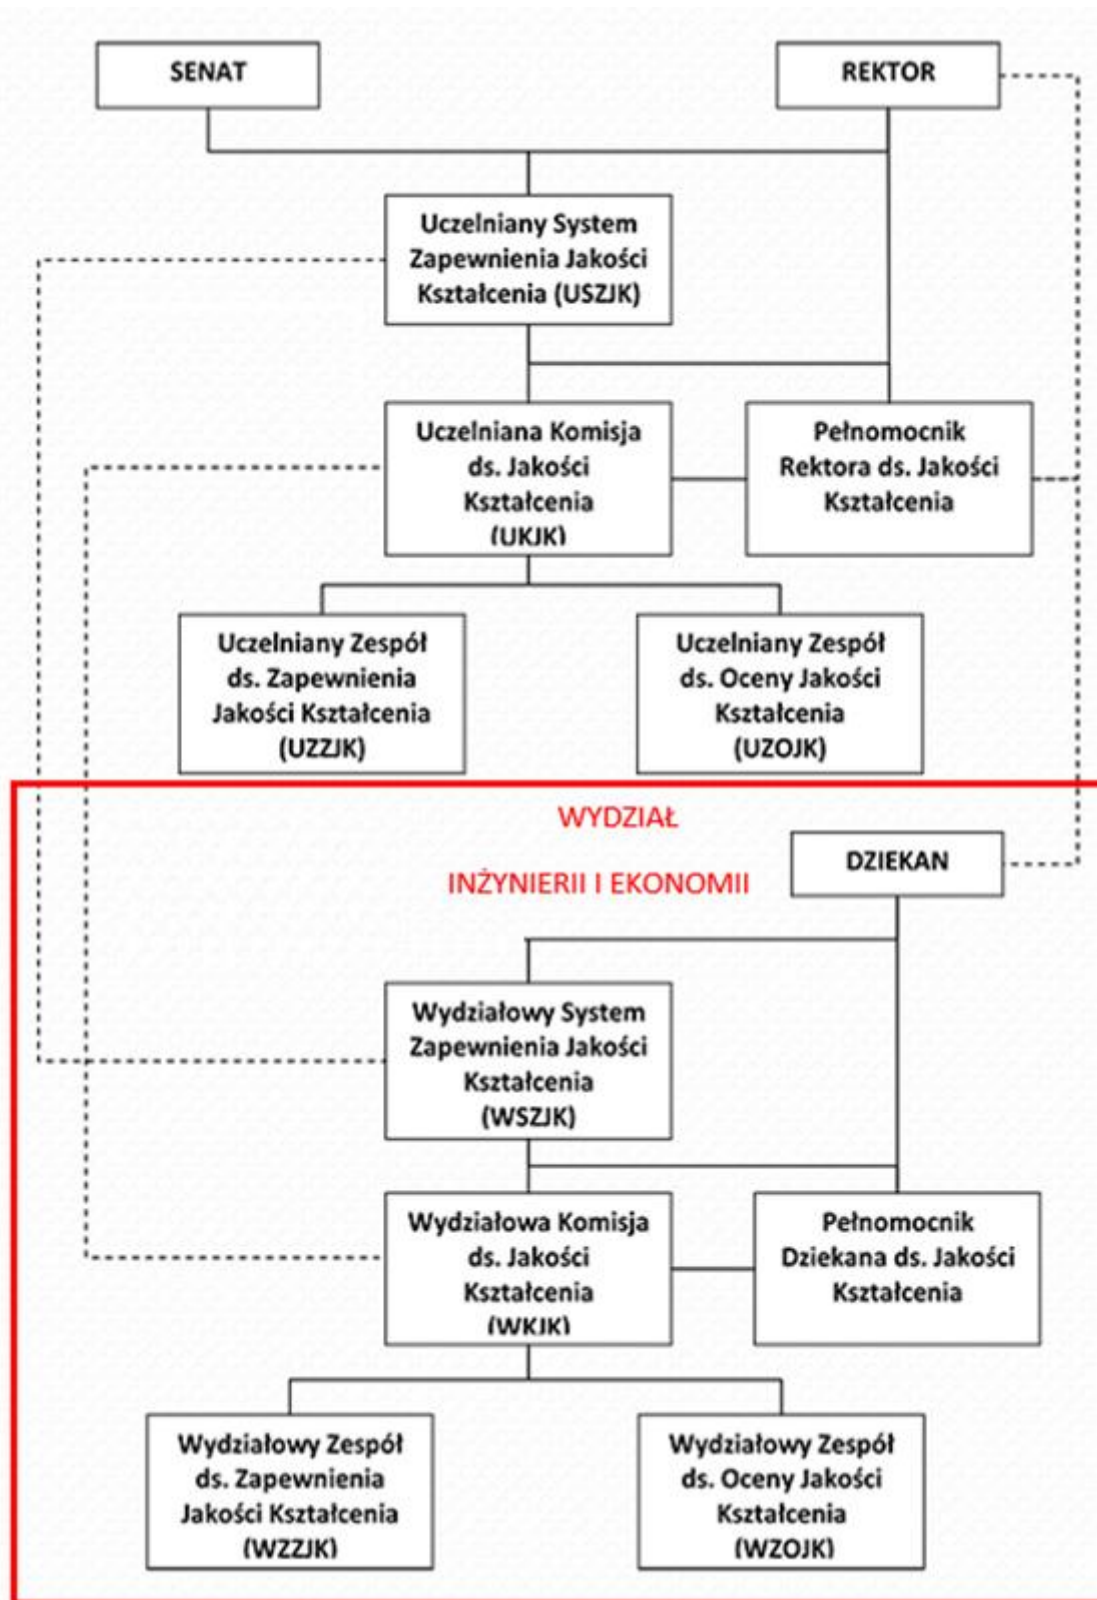 SENAT
REKTOR
Uczelniany System
Zapewnienia Jakości
Kształcenia (USZJK)
Uczelniana Komisja
ds. Jakości
Kształcenia
(UKJK)
Pełnomocnik
Rektora ds. Jakości
Kształcenia
Uczelniany Zespół
ds. Zapewnienia
Jakości Kształcenia
(UZZJK)
Uczelniany Zespół
ds. Oceny Jakości
Kształcenia
(UZOJK)
WYDZIAŁ
INŻYNIERII I EKONOMII
DZIEKAN
Wydziałowy System
Zapewnienia Jakości
Kształcenia
(WSZJK)
Wydziałowa Komisja
ds. Jakości
Kształcenia
(WKJK)
Pełnomocnik
Dziekana ds. Jakości
Kształcenia
Wydziałowy Zespół
ds. Zapewnienia
Jakości Kształcenia
(WZZJK)
Wydziałowy Zespół
ds. Oceny Jakości
Kształcenia
(WZOJK)